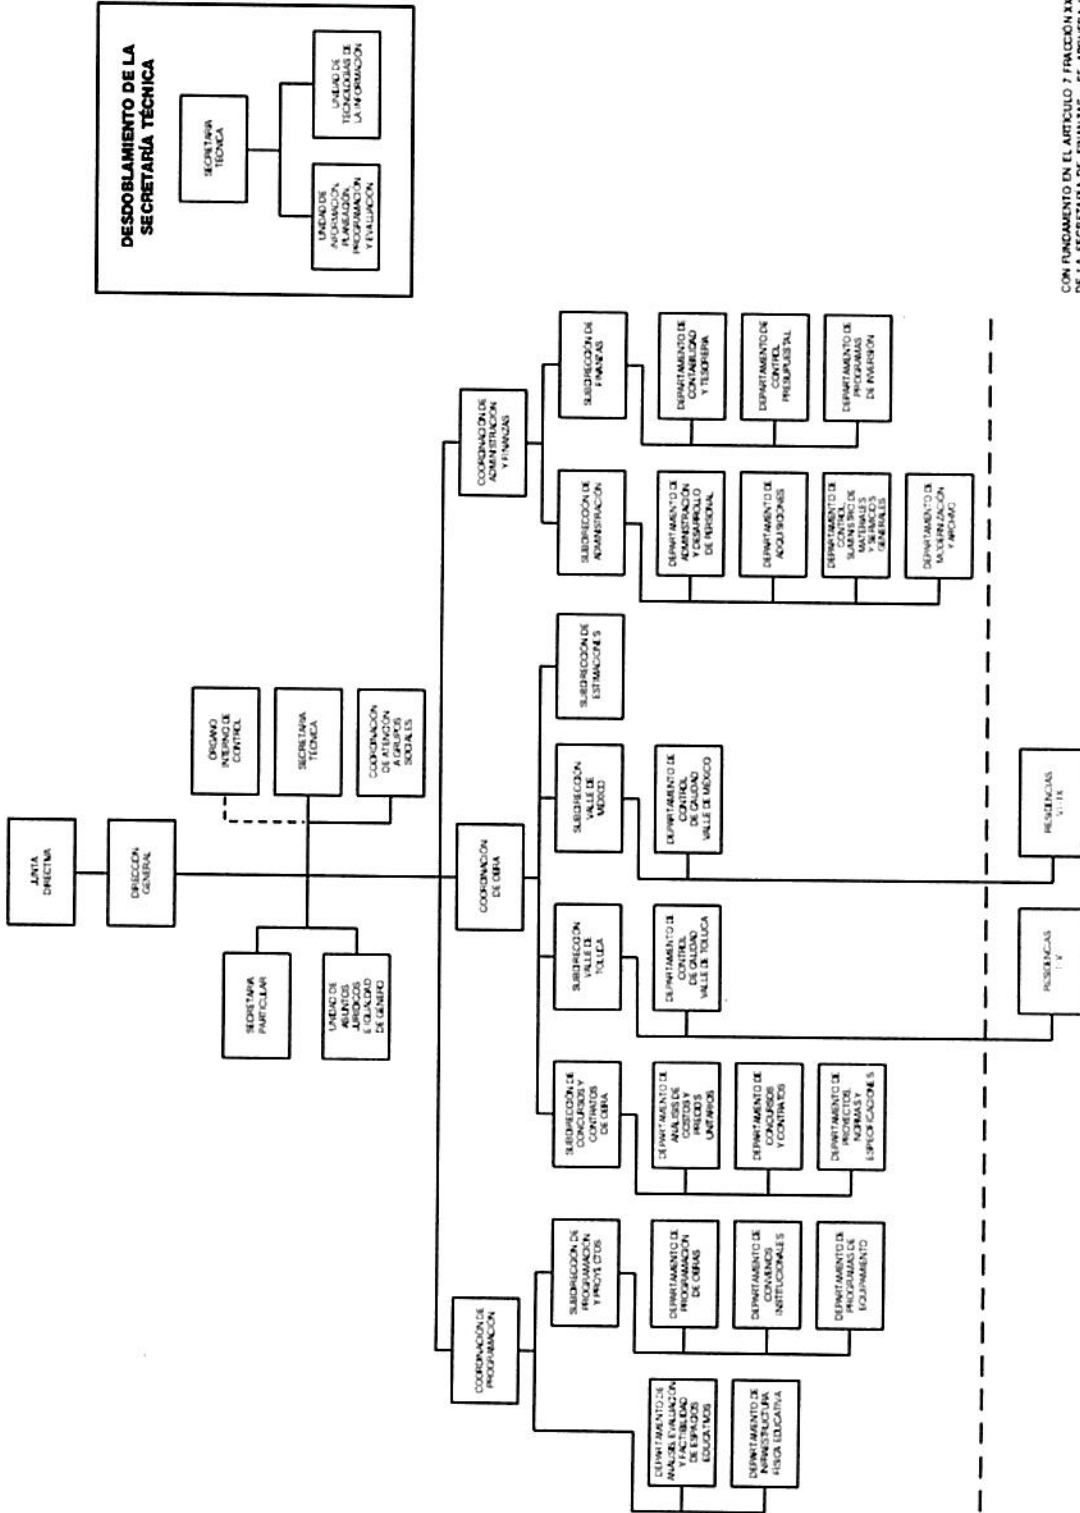 JUNTA
DIRECTIVA
DIRECCIÓN
GENERAL
SECRETARIA
PARTICULAR
UNIDAD DE
ASUNTOS
JURÍDICOS
E IGUALDAD
DE GÉNERO
ÓRGANO
INTERNO DE
CONTROL
SECRETARIA
TÉCNICA
COORDINACIÓN
DE ATENCIÓN
A GRUPOS
SOCIALES
COORDINACIÓN DE
PROGRAMACIÓN
COORDINACIÓN
DE OBRA
COORDINACIÓN DE
ADMINISTRACIÓN
Y FINANZAS
SUBDIRECCIÓN DE
PROGRAMACIÓN
Y PROYECTOS
SUBDIRECCIÓN DE
CONCURSOS Y
CONTRATOS
DE OBRA
SUBDIRECCIÓN
VALLE DE
TOLUCA
SUBDIRECCIÓN
VALLE DE
MÉXICO
SUBDIRECCIÓN DE
ESTIMACIONES
SUBDIRECCIÓN DE
ADMINISTRACIÓN
SUBDIRECCIÓN DE
FINANZAS
DEPARTAMENTO DE
ANÁLISIS, EVALUACIÓN
Y FACTIBILIDAD
DE ESPACIOS
EDUCATIVOS
DEPARTAMENTO DE
INFRAESTRUCTURA
FÍSICA EDUCATIVA
DEPARTAMENTO DE
PROGRAMACIÓN
DE OBRAS
DEPARTAMENTO DE
CONVENIOS
INSTITUCIONALES
DEPARTAMENTO DE
PROGRAMAS DE
EQUIPAMIENTO
DEPARTAMENTO DE
ANÁLISIS DE
COSTOS Y
PRECIOS
UNITARIOS
DEPARTAMENTO DE
CONCURSOS
Y CONTRATOS
DEPARTAMENTO DE
PROYECTOS,
NORMAS Y
ESPECIFICACIONES
DEPARTAMENTO DE
CONTROL
DE CALIDAD
VALLE DE TOLUCA
DEPARTAMENTO DE
CONTROL
DE CALIDAD
VALLE DE MÉXICO
DEPARTAMENTO DE
ADMINISTRACIÓN
Y DESARROLLO
DE PERSONAL
DEPARTAMENTO DE
ADQUISICIONES
DEPARTAMENTO DE
CONTROL,
SUMINISTRO DE
MATERIALES
Y SERVICIOS
GENERALES
DEPARTAMENTO DE
MODERNIZACIÓN
Y ARCHIVO
DEPARTAMENTO DE
CONTABILIDAD
Y TESORERÍA
DEPARTAMENTO DE
CONTROL
PRESUPUESTAL
DEPARTAMENTO DE
PROGRAMAS
DE INVERSIÓN
RESIDENCIAS
I - V
RESIDENCIAS
VI - IX
DESDOBLAMIENTO DE LA
SECRETARÍA TÉCNICA
SECRETARIA
TÉCNICA
UNIDAD DE
INFORMACIÓN,
PLANEACIÓN,
PROGRAMACIÓN
Y EVALUACIÓN
UNIDAD DE
TECNOLOGÍAS DE
LA INFORMACIÓN
CON FUNDAMENTO EN EL ARTÍCULO 7 FRACCIÓN